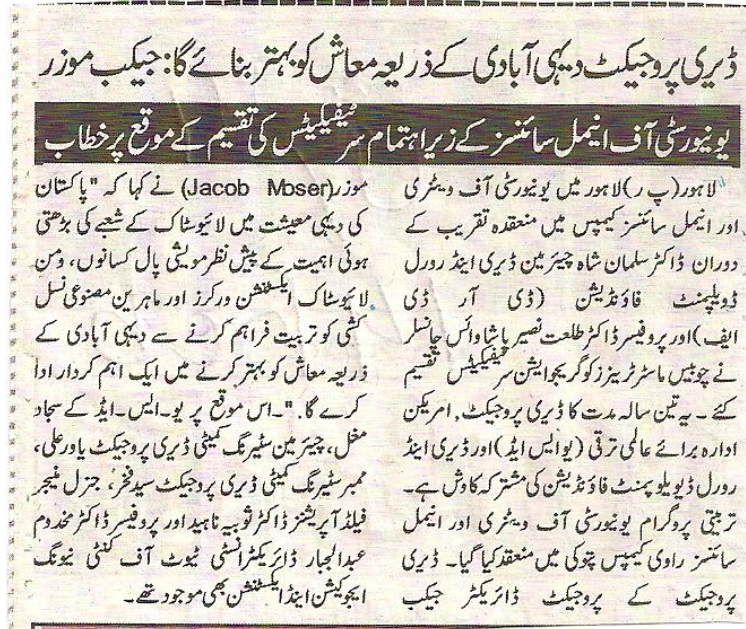 ڈیری پروجیکٹ دیہی آبادی کے ذریعہ معاش کو بہتر بنائے گا: جیکب موزر
یونیورسٹی آف اینیمل سائنسز کے زیراہتمام سرٹیفیکیٹس کی تقسیم کے موقع پر خطاب
لاہور(پ ر)لاہور میں یونیورسٹی آف ویٹنری
اور انیمل سائنسز کیمپس میں منعقدہ تقریب کے
دوران ڈاکٹر سلمان شاہ چیئرمین ڈیری اینڈ رورل
ڈویلپمنٹ فاؤنڈیشن (ڈی آر ڈی
ایف)اور پروفیسر ڈاکٹر طلعت نصیر پاشا وائس چانسلر
نے چوبیس ماسٹر ٹرینرز کو گریجوایشن سرٹیفیکیٹس تقسیم
کئے ۔ یہ تین سالہ مدت کا ڈیری پروجیکٹ, امریکن
ادارہ برائے عالمی ترقی (یوایس ایڈ)اور ڈیری اینڈ
رورل ڈیویلوپمنٹ فاؤنڈیشن کی مشترکہ کاوش ہے۔
تربیتی پروگرام یونیورسٹی آف ویٹنری اور انیمل
سائنسز راوی کیمپس پتوکی میں منعقد کیا گیا۔ ڈیری
پروجیکٹ کے پروجیکٹ ڈائریکٹر جیکب
موزر(Jacob Moser) نے کہا کہ "پاکستان
کی دیہی معیشت میں لائیوسٹاک کے شعبے کی بڑھتی
ہوئی اہمیت کے پیش نظر مویشی پال کسانوں، ومن
لائیوسٹاک ایکسٹنشن ورکرز اور ماہرین مصنوعی نسل
کشی کو تربیت فراہم کرنے سے دیہی آبادی کے
ذریعہ معاش کو بہتر کرنے میں ایک اہم کردار ادا
کرے گا. "۔اس موقع پر یو۔ایس۔ایڈ کے سجاد
مغل، چیئرمین سٹیرنگ کمیٹی ڈیری پروجیکٹ یاورعلی،
ممبر سٹیرنگ کمیٹی ڈیری پروجیکٹ سید فخر، جنرل منیجر
فیلڈ آپریشنز ڈاکٹر ثوبیہ ناہید اور پروفیسر ڈاکٹر مخدوم
عبدالجبار ڈائریکٹر انسٹی ٹیوٹ آف کنٹی نیونگ
ایجوکیشن اینڈ ایکسٹنشن بھی موجود تھے۔